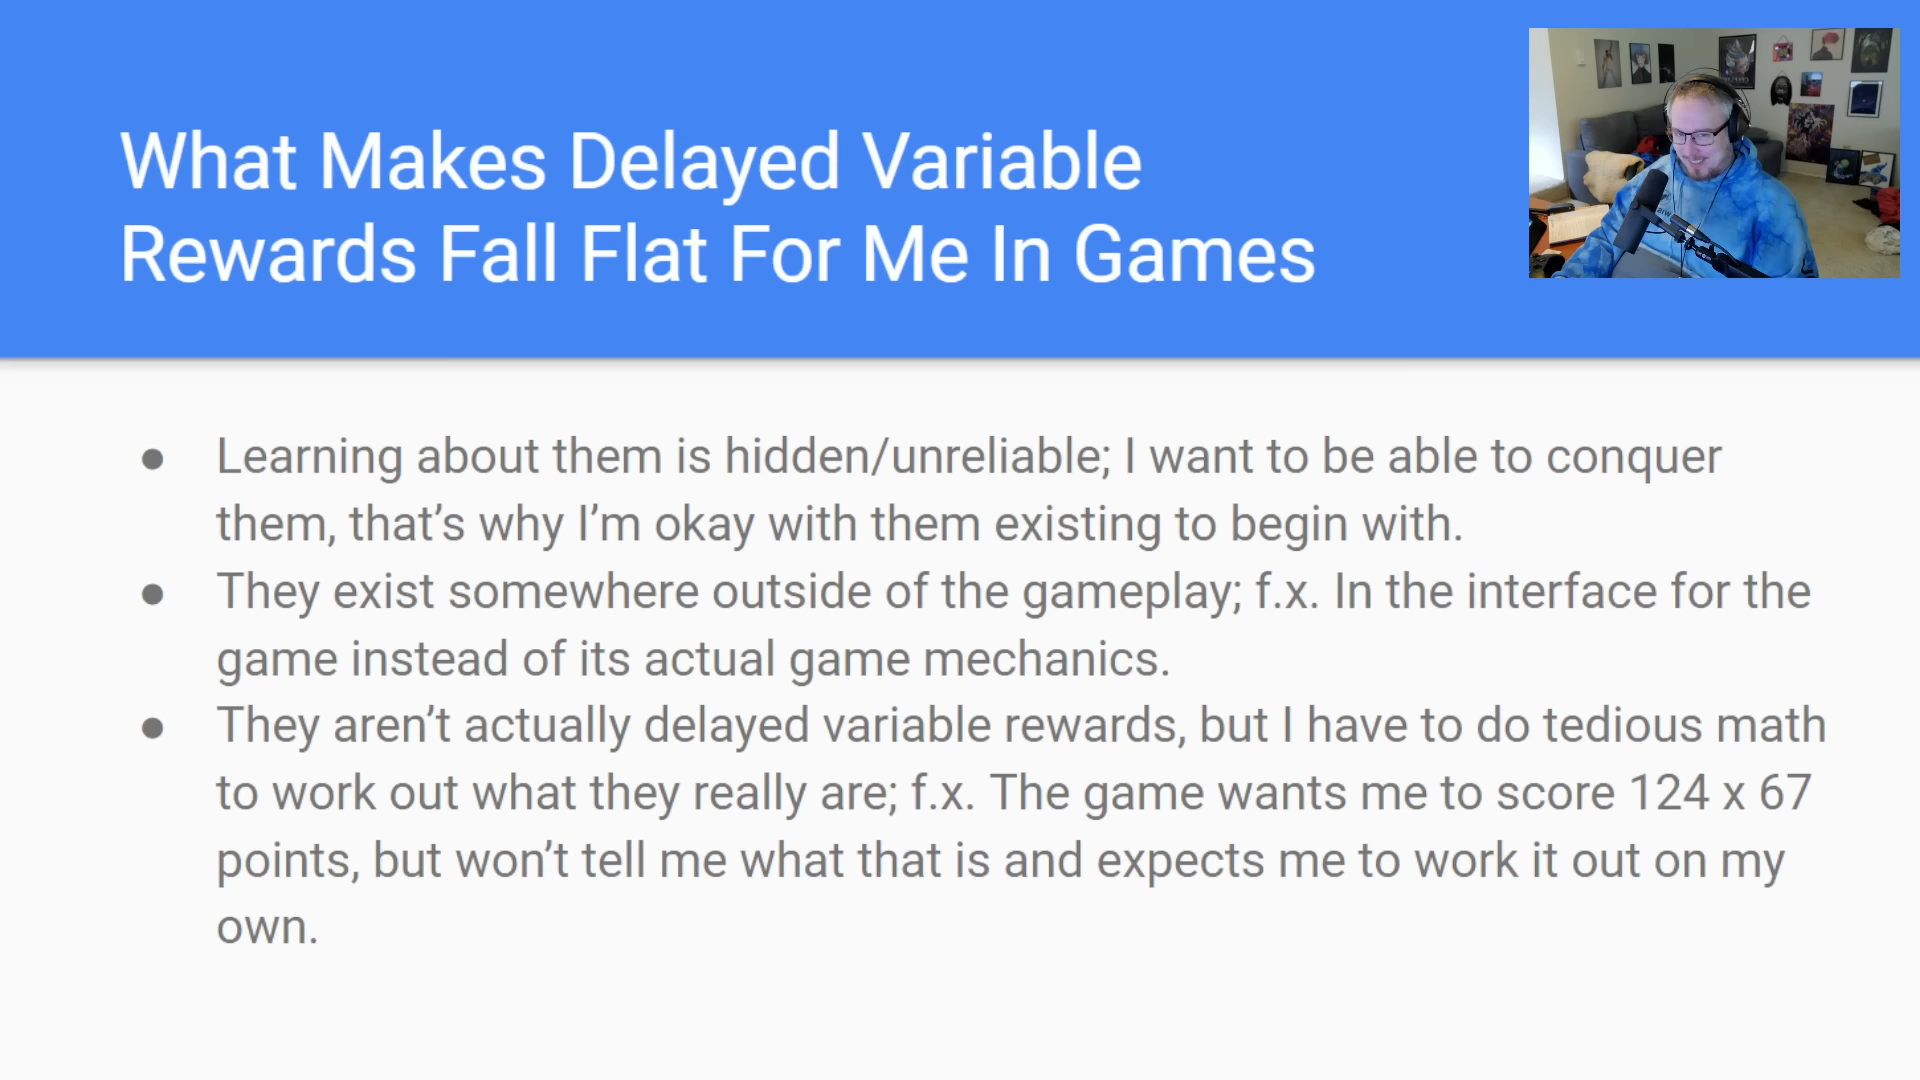 What Makes Delayed Variable
Rewards Fall Flat For Me In Games
● Learning about them is hidden/unreliable; I want to be able to conquer
them, that’s why I’m okay with them existing to begin with.
● They exist somewhere outside of the gameplay; f.x. In the interface for the
game instead of its actual game mechanics.
● They aren’t actually delayed variable rewards, but I have to do tedious math
to work out what they really are; f.x. The game wants me to score 124 x 67
points, but won’t tell me what that is and expects me to work it out on my
own.